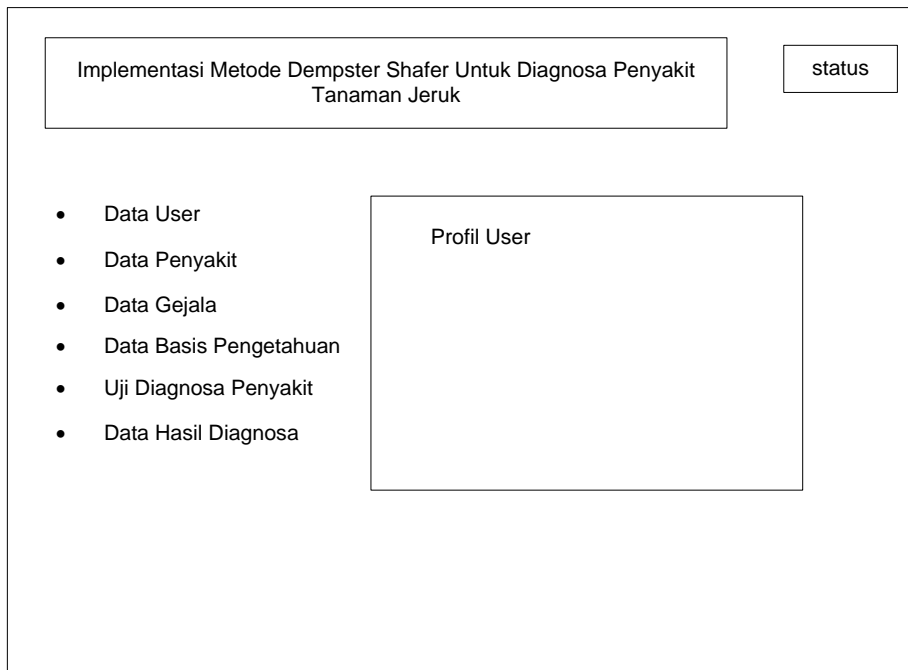 Implementasi Metode Dempster Shafer Untuk Diagnosa Penyakit
Tanaman Jeruk
status
• Data User
• Data Penyakit
• Data Gejala
• Data Basis Pengetahuan
• Uji Diagnosa Penyakit
• Data Hasil Diagnosa
Profil User